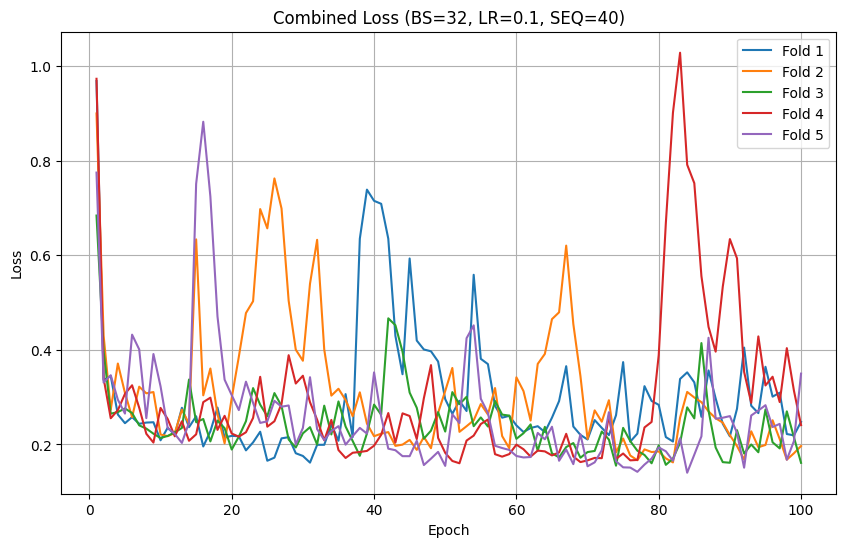 Combined Loss (BS=32, LR=0.1, SEQ=40)
Fold 1
Fold 2
Fold 3
Fold 4
Fold 5
Loss
1.0
0.8
0.6
0.4
0.2
0 20 40 60 80 100
Epoch